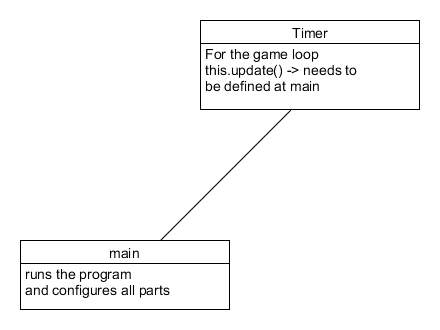 Timer
For the game loop
this.update() -> needs to
be defined at main
main
runs the program
and configures all parts